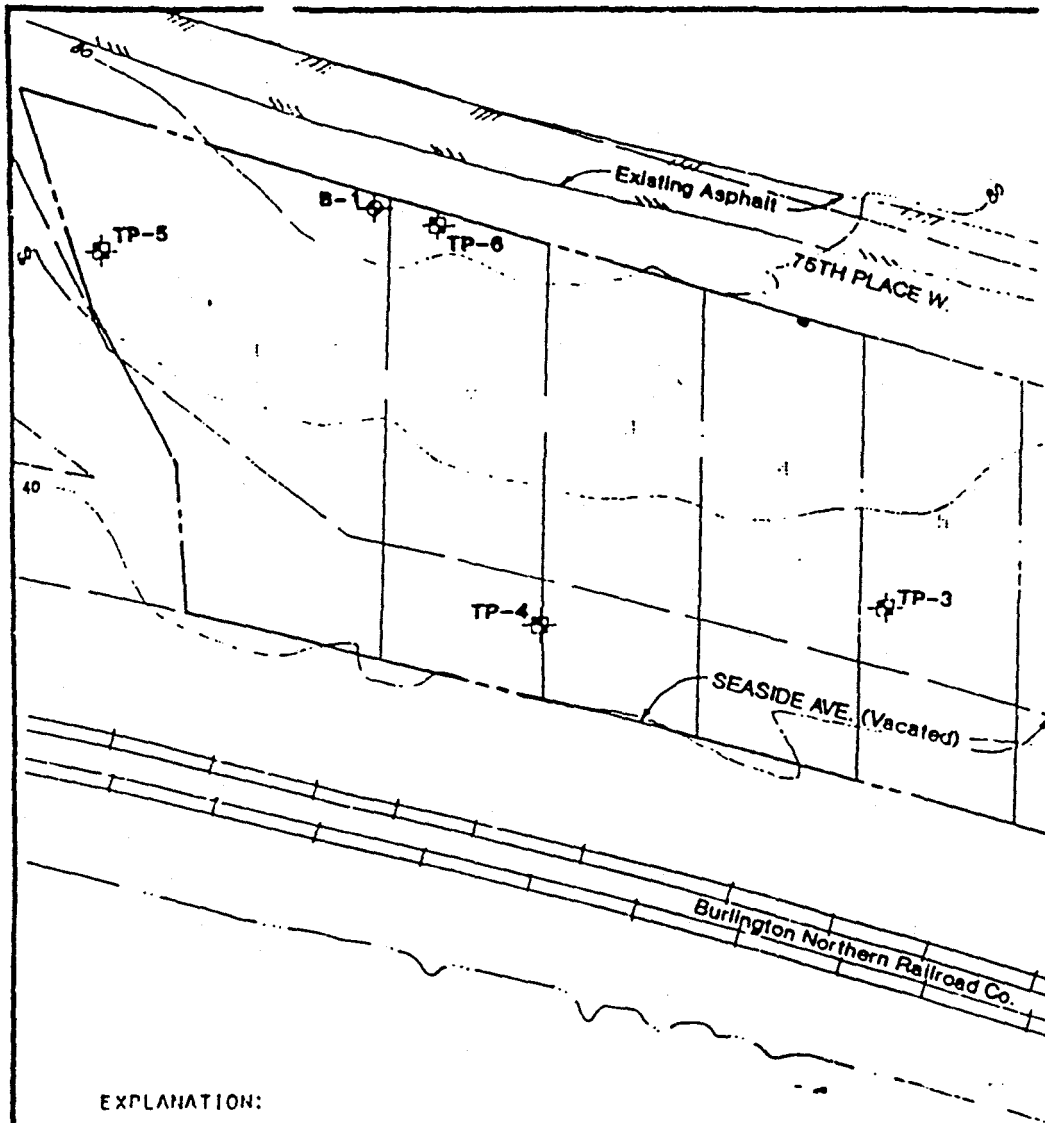 B-1
TP-6
TP-5
Existing Asphalt
75TH PLACE W.
4
40
TP-4
TP-3
SEASIDE AVE. (Vacated)
Burlington Northern Railroad Co.
EXPLANATION: